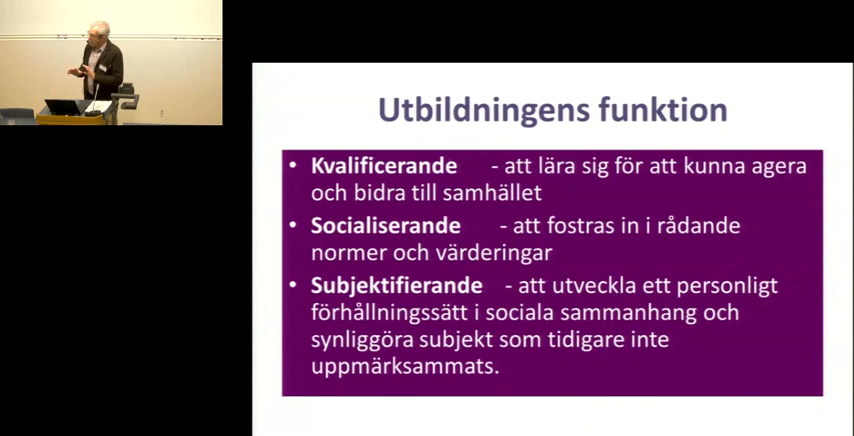 Utbildningens funktion
• Kvalificerande - att lära sig för att kunna agera
och bidra till samhället
• Socialiserande - att fostras in i rådande
normer och värderingar
• Subjektifierande - att utveckla ett personligt
förhållningssätt i sociala sammanhang och
synliggöra subjekt som tidigare inte
uppmärksammats.